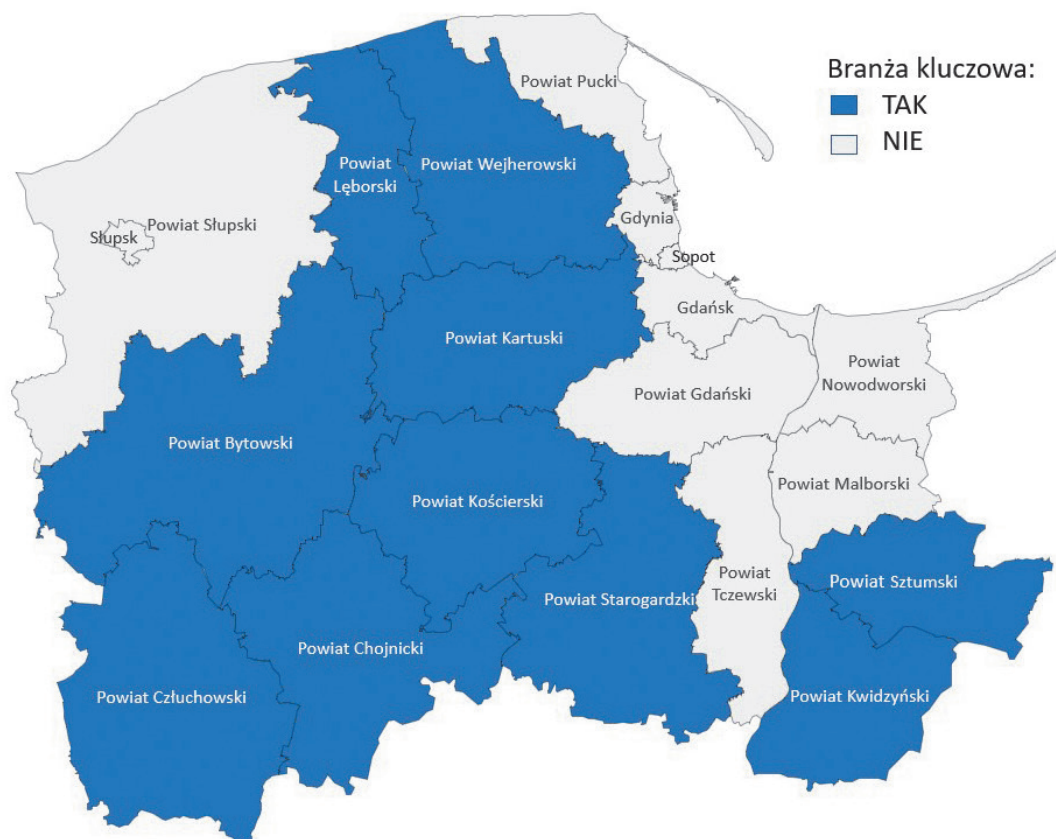 Branża kluczowa:
TAK
NIE
Powiat Pucki
Powiat
Lęborski
Powiat Wejherowski
Gdynia
Powiat Słupski
Słupsk
Sopot
Gdańsk
Powiat Kartuski
Powiat
Nowodworski
Powiat Gdański
Powiat Bytowski
Powiat Malborski
Powiat Kościerski
Powiat
Tczewski
Powiat Sztumski
Powiat Starogardzki
Powiat Chojnicki
Powiat Człuchowski
Powiat Kwidzyński